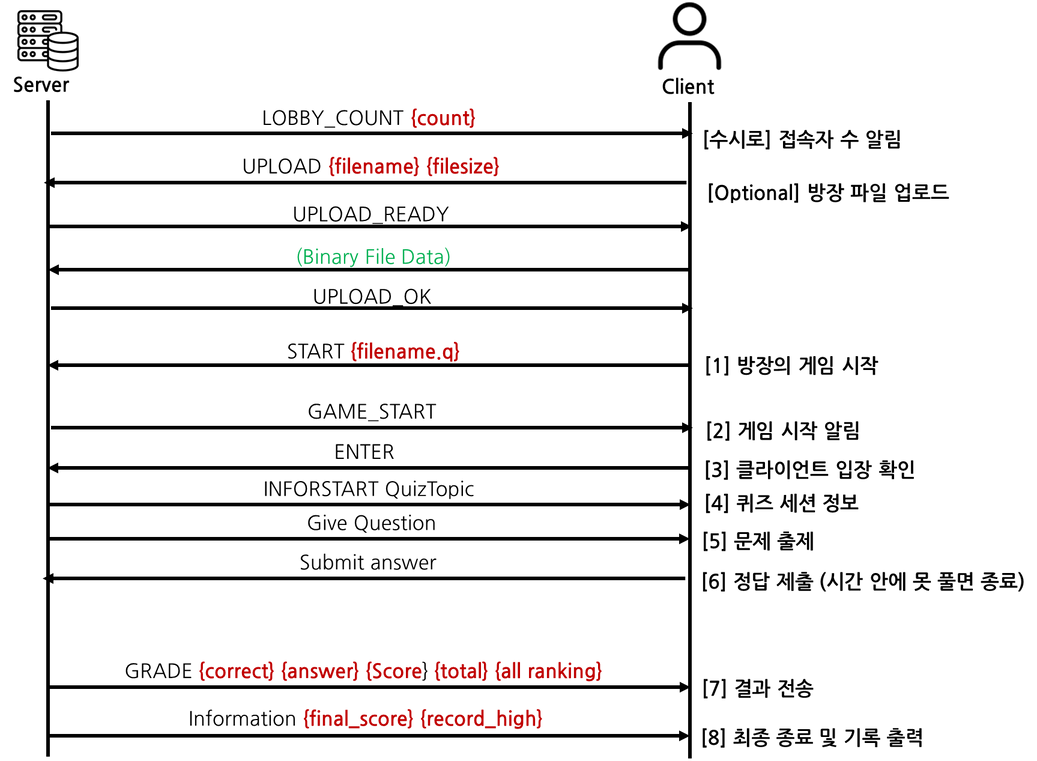 Server
Client
LOBBY_COUNT {count}
[수시로] 접속자 수 알림
UPLOAD {filename} {filesize}
[Optional] 방장 파일 업로드
UPLOAD_READY
(Binary File Data)
UPLOAD_OK
START {filename.q}
[1] 방장의 게임 시작
GAME_START
[2] 게임 시작 알림
ENTER
[3] 클라이언트 입장 확인
INFORSTART QuizTopic
[4] 퀴즈 세션 정보
Give Question
[5] 문제 출제
Submit answer
[6] 정답 제출 (시간 안에 못 풀면 종료)
GRADE {correct} {answer} {Score} {total} {all ranking}
[7] 결과 전송
Information {final_score} {record_high}
[8] 최종 종료 및 기록 출력